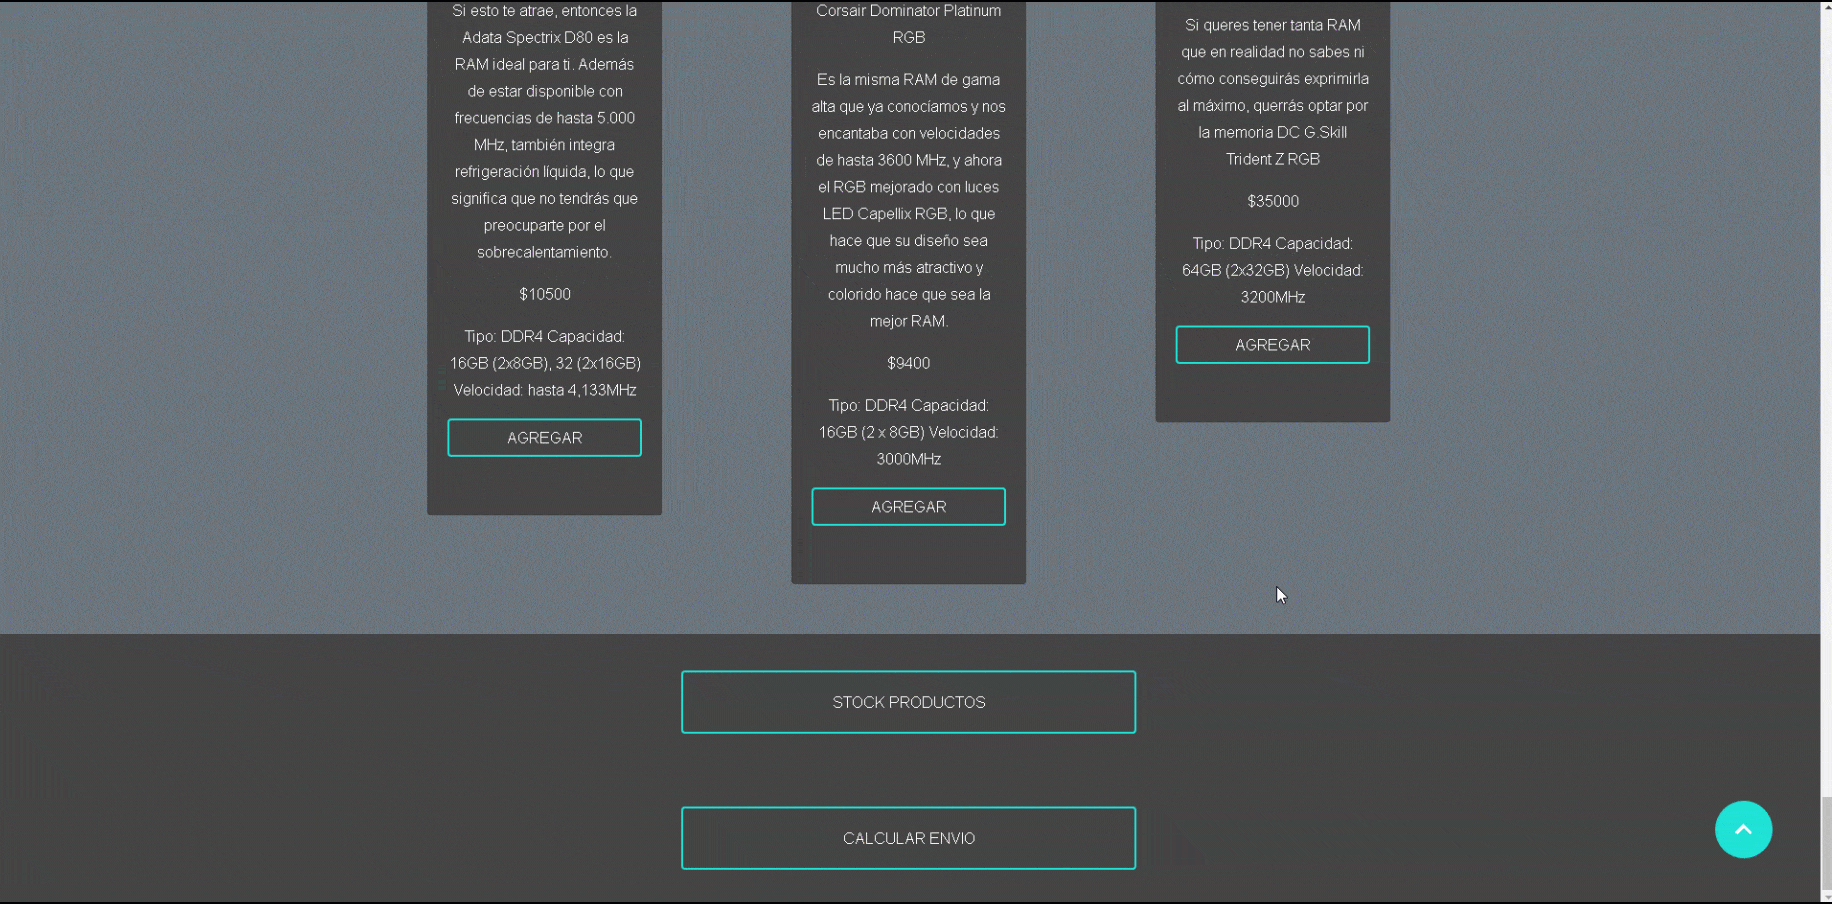 Si esto te atrae, entonces la
Adata Spectrix D80 es la
RAM ideal para ti. Además
de estar disponible con
frecuencias de hasta 5.000
MHz, también integra
refrigeración líquida, lo que
significa que no tendrás que
preocuparte por el
sobrecalentamiento.
$10500
Tipo: DDR4 Capacidad:
16GB (2x8GB), 32 (2x16GB)
Velocidad: hasta 4,133MHz
AGREGAR
Corsair Dominator Platinum
RGB
Es la misma RAM de gama
alta que ya conocíamos y nos
encantaba con velocidades
de hasta 3600 MHz, y ahora
el RGB mejorado con luces
LED Capellix RGB, lo que
hace que su diseño sea
mucho más atractivo y
colorido hace que sea la
mejor RAM.
$9400
Tipo: DDR4 Capacidad:
16GB (2 x 8GB) Velocidad:
3000MHz
AGREGAR
Si queres tener tanta RAM
que en realidad no sabes ni
cómo conseguirás exprimirla
al máximo, querrás optar por
la memoria DC G.Skill
Trident Z RGB
$35000
Tipo: DDR4 Capacidad:
64GB (2x32GB) Velocidad:
3200MHz
AGREGAR
STOCK PRODUCTOS
CALCULAR ENVIO